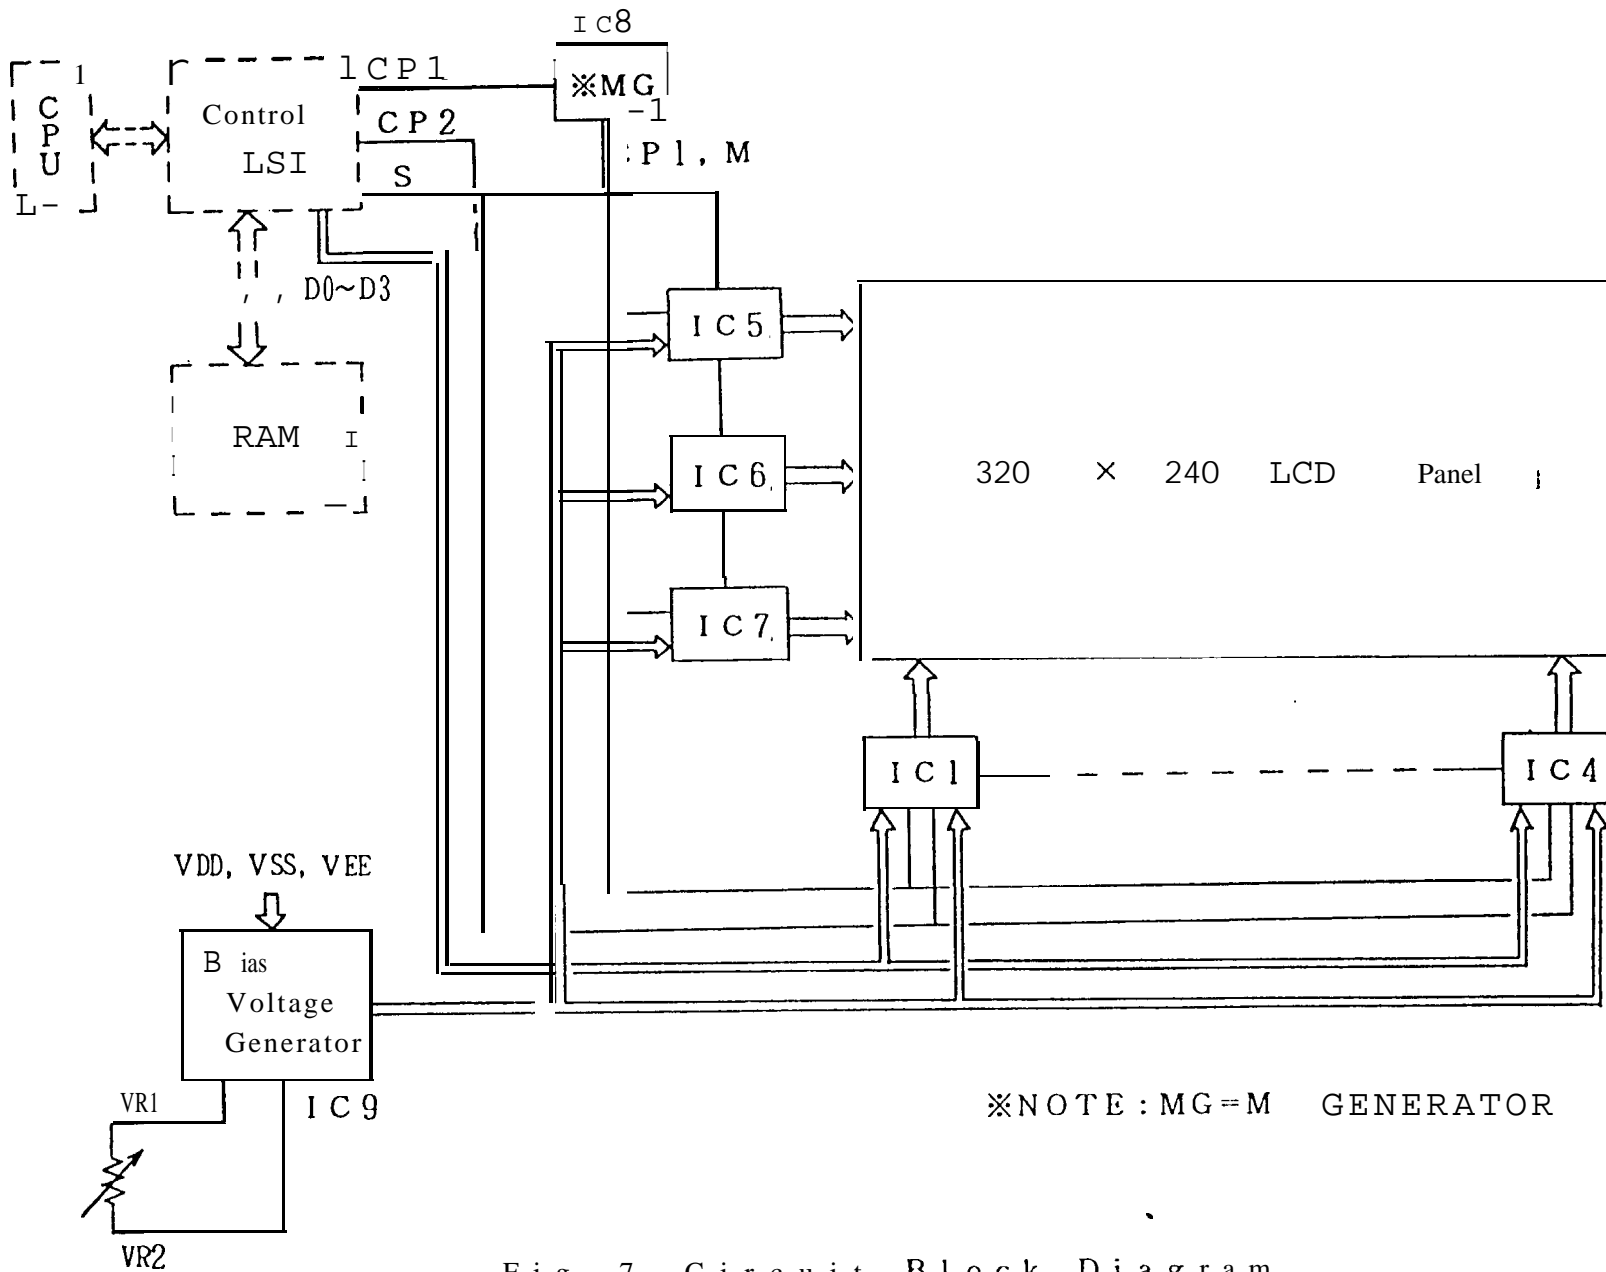 IC8
CPU
Control
LSI
CP1
CP2
S
※MG
P1, M
D0~D3
RAM
IC5
IC6
IC7
320 × 240 LCD Panel
IC1
IC4
VDD, VSS, VEE
Bias
Voltage
Generator
VR1
IC9
VR2
※NOTE : MG=M GENERATOR
Fig. 7 Circuit Block Diagram